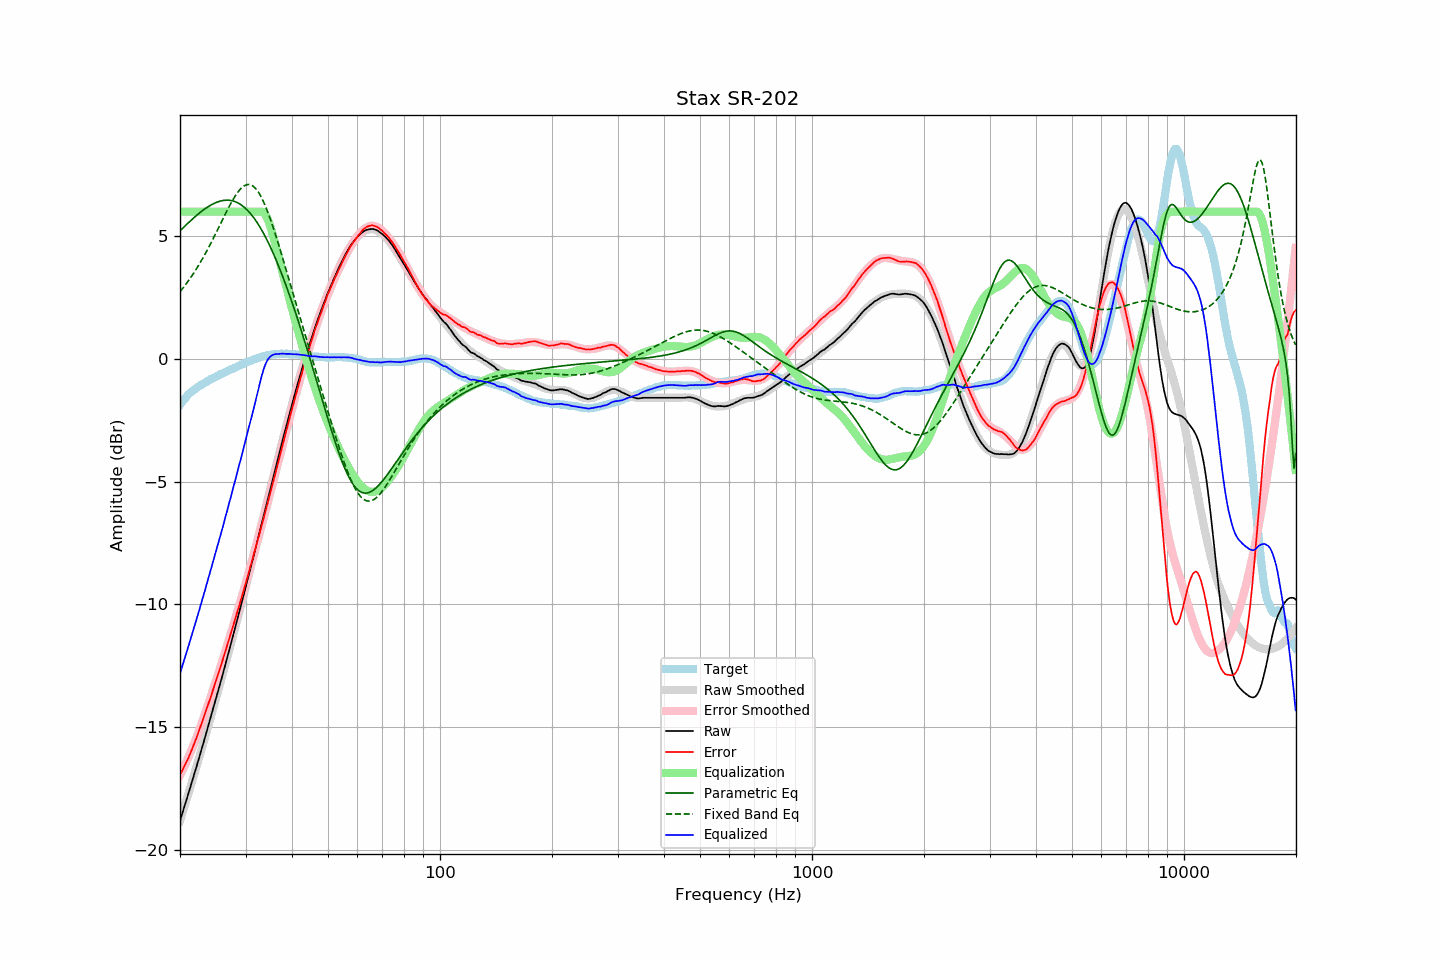 Stax SR-202
Amplitude (dBr)
5
0
−5
−10
−15
−20
100
1000
10000
Frequency (Hz)
Target
Raw Smoothed
Error Smoothed
Raw
Error
Equalization
Parametric Eq
Fixed Band Eq
Equalized